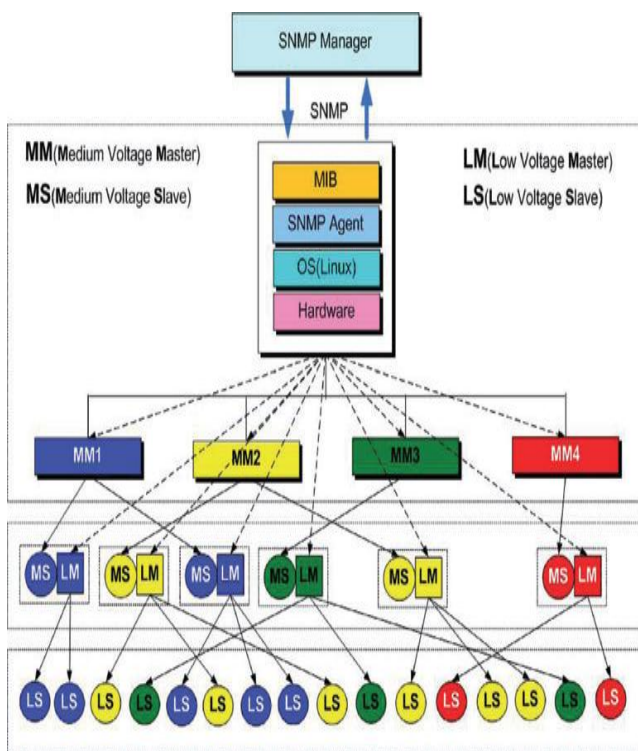 SNMP Manager
SNMP
MM(Medium Voltage Master)
MS(Medium Voltage Slave)
LM(Low Voltage Master)
LS(Low Voltage Slave)
MIB
SNMP Agent
OS(Linux)
Hardware
MM1 MM2 MM3 MM4
MS LM MS LM MS LM MS LM MS LM MS LM
LS LS LS LS LS LS LS LS LS LS LS LS LS LS LS LS